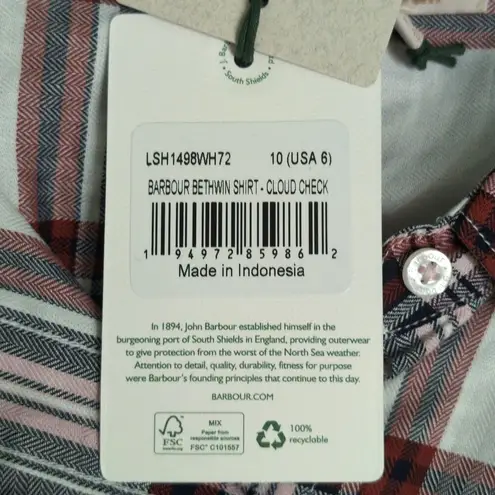 South Shields
LSH1498WH72 10 (USA 6)
BARBOUR BETHWIN SHIRT - CLOUD CHECK
1 94972 85986 2
Made in Indonesia
In 1894, John Barbour established himself in the
burgeoning port of South Shields in England, providing outerwear
to give protection from the worst of the North Sea weather.
Attention to detail, quality, durability, fitness for purpose
were Barbour's founding principles that continue to this day.
BARBOUR.COM
FSC
MIX
Paper from
responsible sources
FSC® C101557
100%
recyclable